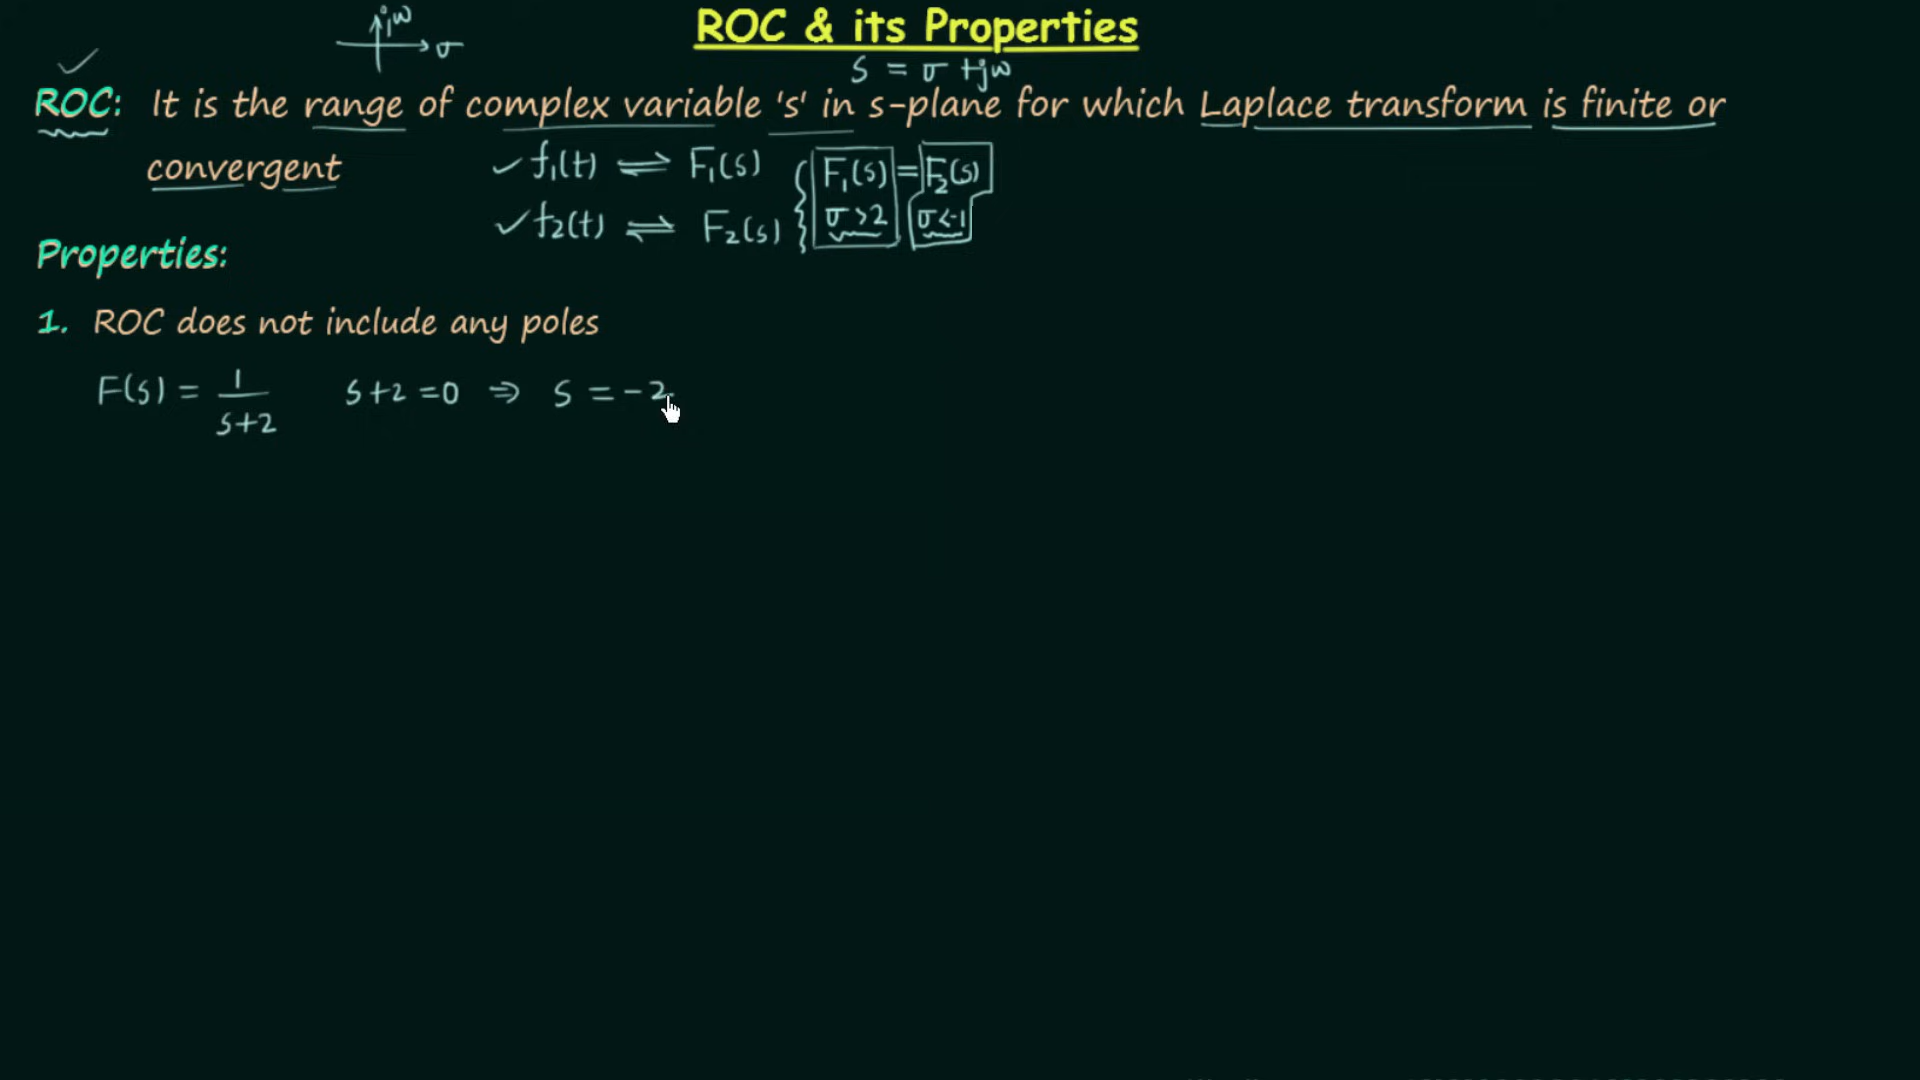 jω
σ
ROC & its Properties
S = σ + jω
ROC: It is the range of complex variable 's' in s-plane for which Laplace transform is finite or
convergent
✓ f₁(t) ⇌ F₁(s) { F₁(s) = F₂(s)
✓ f₂(t) ⇌ F₂(s) σ > 2 σ < -1
Properties:
1. ROC does not include any poles
F(s) = 1/(s+2) s+2 = 0 ⇒ s = -2